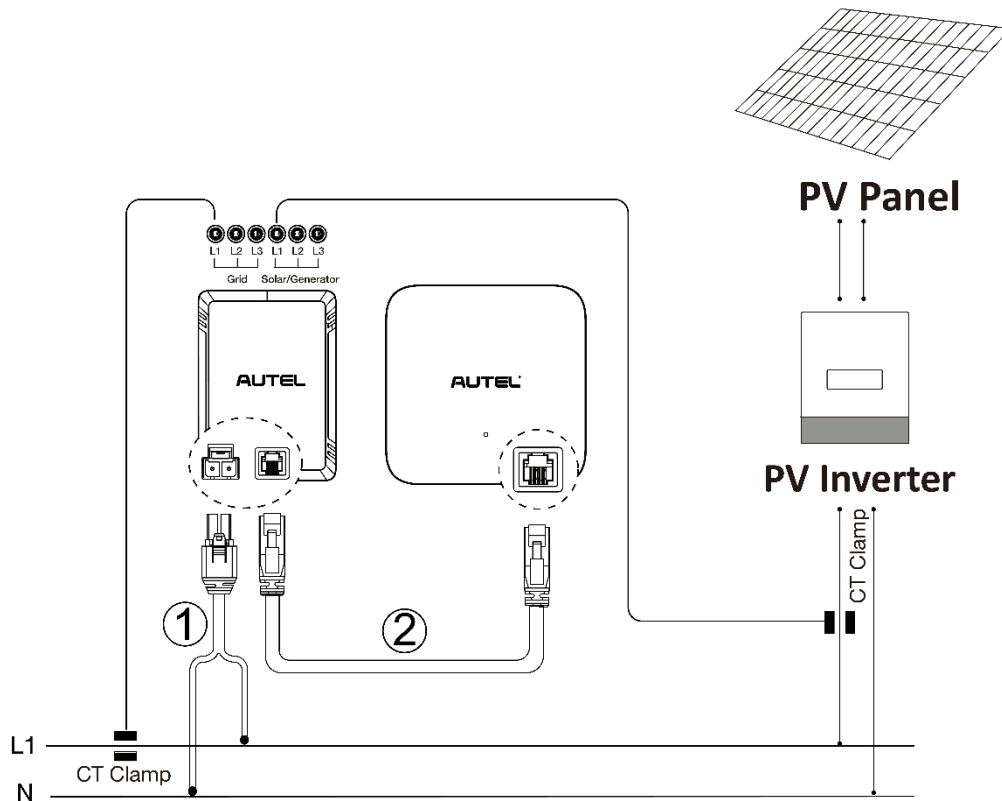 PV Panel
L1 L2 L3 L1 L2 L3
Grid Solar/Generator
AUTEL
AUTEL
PV Inverter
CT Clamp
1
2
L1
CT Clamp
N